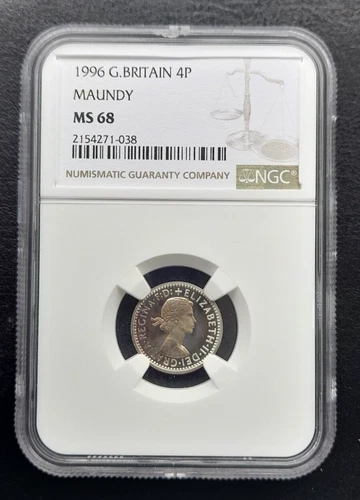 1996 G.BRITAIN 4P
MAUNDY
MS 68
2154271-038
NUMISMATIC GUARANTY COMPANY
NGC®
+ELIZABETH·II·DEI·GRA·REGINA·F:D: